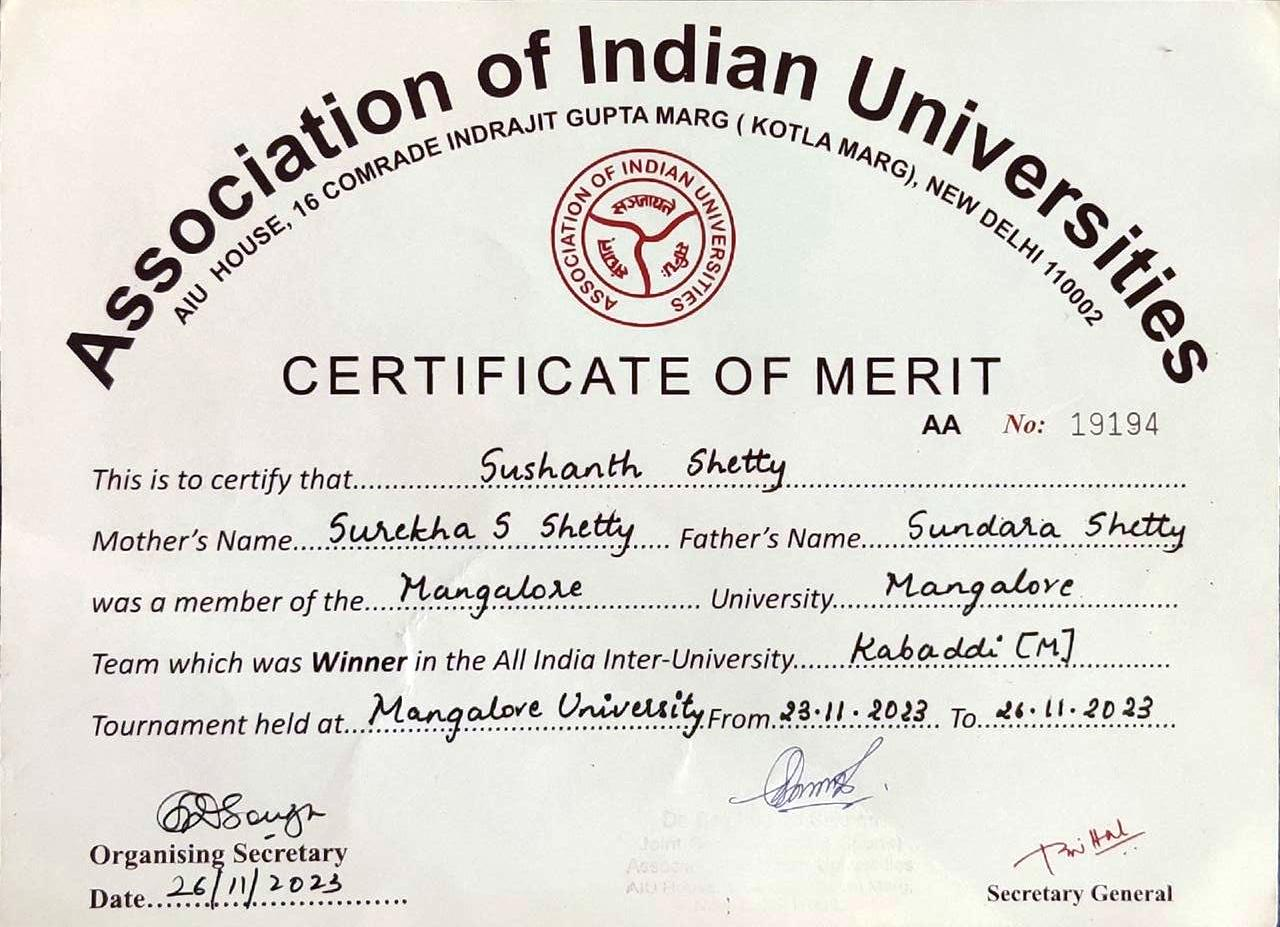 Association of Indian Universities
AIU HOUSE, 16 COMRADE INDRAJIT GUPTA MARG ( KOTLA MARG), NEW DELHI 110002
ASSOCIATION OF INDIAN UNIVERSITIES
CERTIFICATE OF MERIT
AA No: 19194
This is to certify that Sushanth Shetty
Mother's Name Surekha S Shetty Father's Name Sundara Shetty
was a member of the Mangalore University Mangalore
Team which was Winner in the All India Inter-University Kabaddi [M]
Tournament held at Mangalore University From 23.11.2023 To 26.11.2023
Organising Secretary
Date 26/11/2023
Secretary General